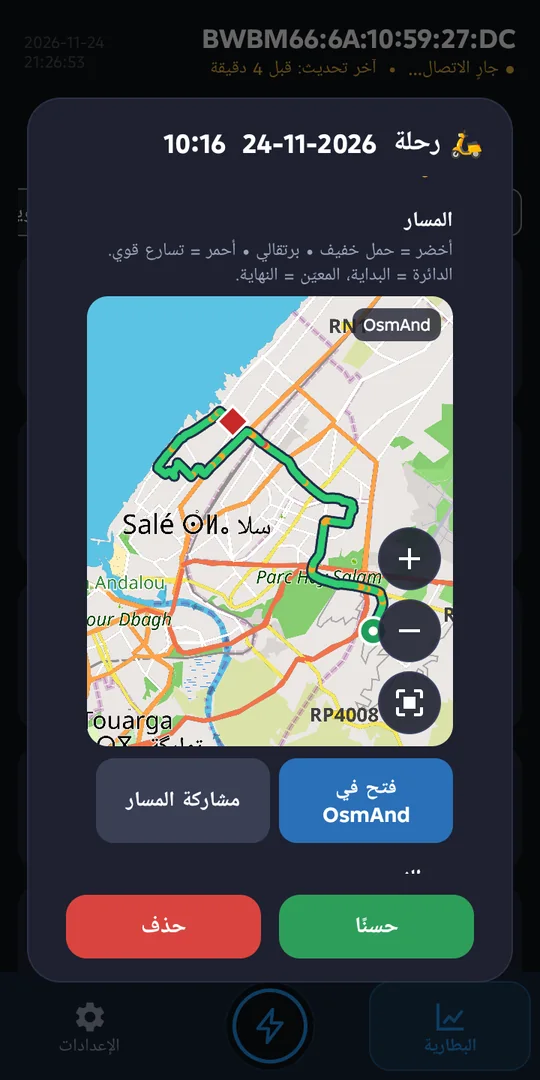 BWBM66:6A:10:59:27:DC
2026-11-24
21:26:53
جارٍ الاتصال... • آخر تحديث: قبل 4 دقيقة
رحلة 2026-11-24 10:16
المسار
أخضر = حمل خفيف • برتقالي • أحمر = تسارع قوي.
الدائرة = البداية، المعيّن = النهاية.
OsmAnd
Salé ⵙⵍⴰ سلا
Andalou
Parc Hay Salam
our Dbagh
RP4008
Touarga
تواركة
فتح في
OsmAnd
مشاركة المسار
حسنًا
حذف
البطارية
الإعدادات